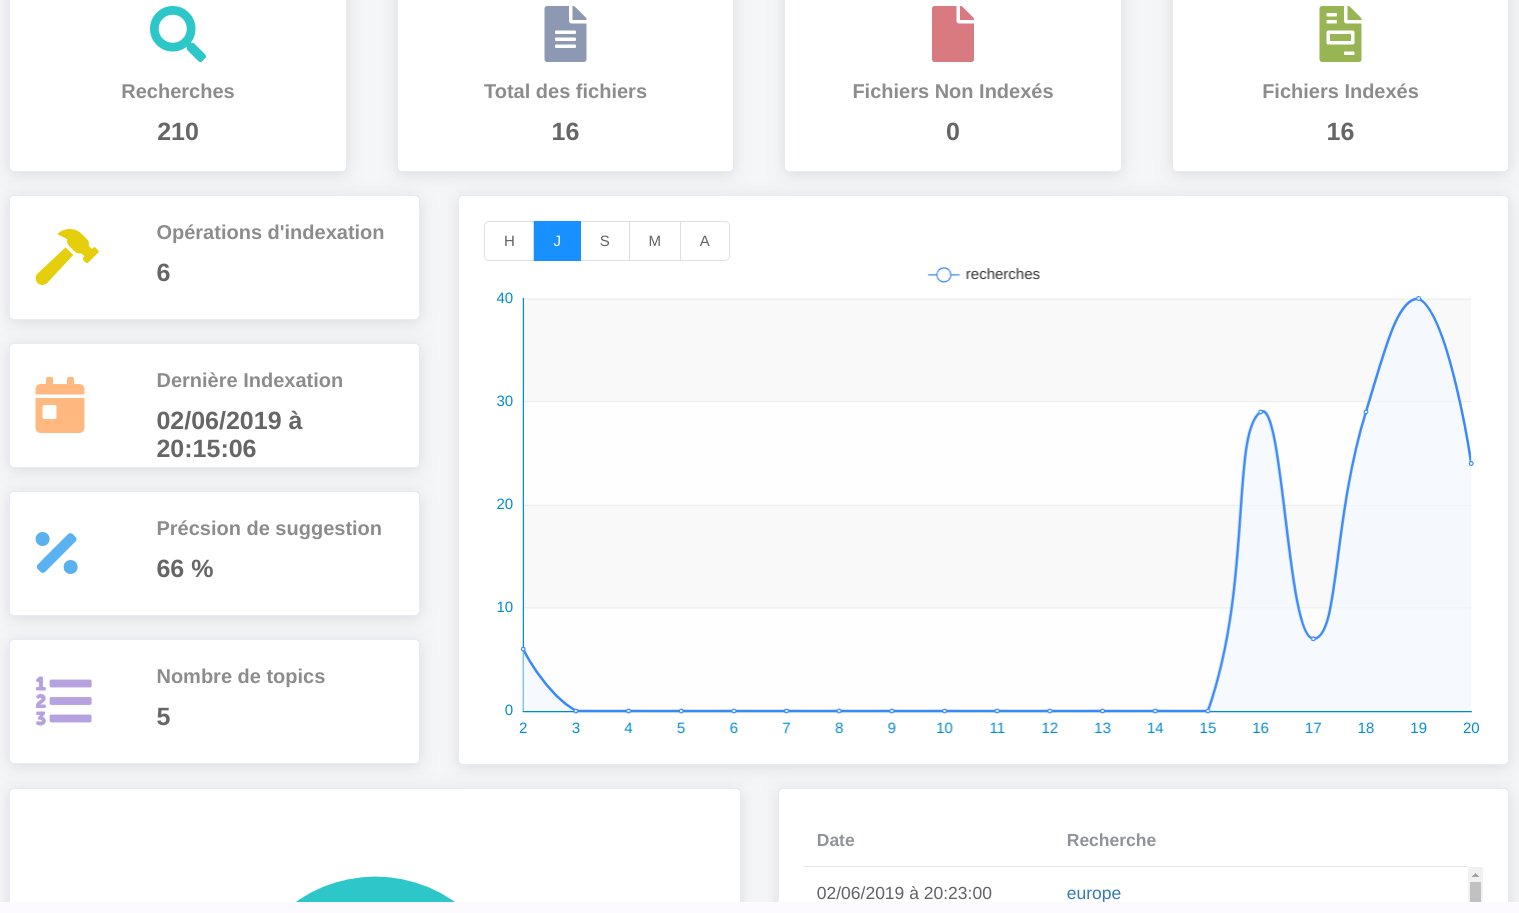 Recherches
210
Total des fichiers
16
Fichiers Non Indexés
0
Fichiers Indexés
16
Opérations d'indexation
6
Dernière Indexation
02/06/2019 à
20:15:06
Précsion de suggestion
66 %
1
2
3
Nombre de topics
5
H J S M A
recherches
40
30
20
10
0
2 3 4 5 6 7 8 9 10 11 12 13 14 15 16 17 18 19 20
Date Recherche
02/06/2019 à 20:23:00 europe